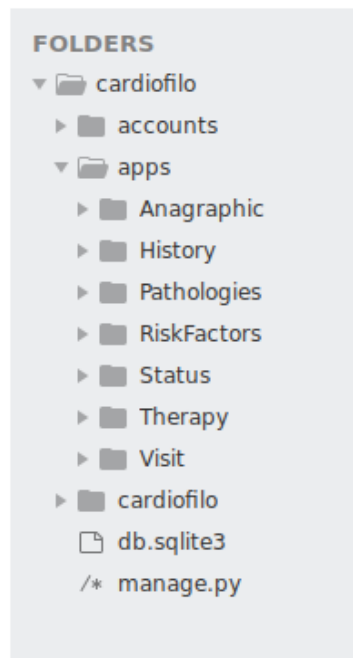 FOLDERS
cardiofilo
accounts
apps
Anagraphic
History
Pathologies
RiskFactors
Status
Therapy
Visit
cardiofilo
db.sqlite3
/* manage.py